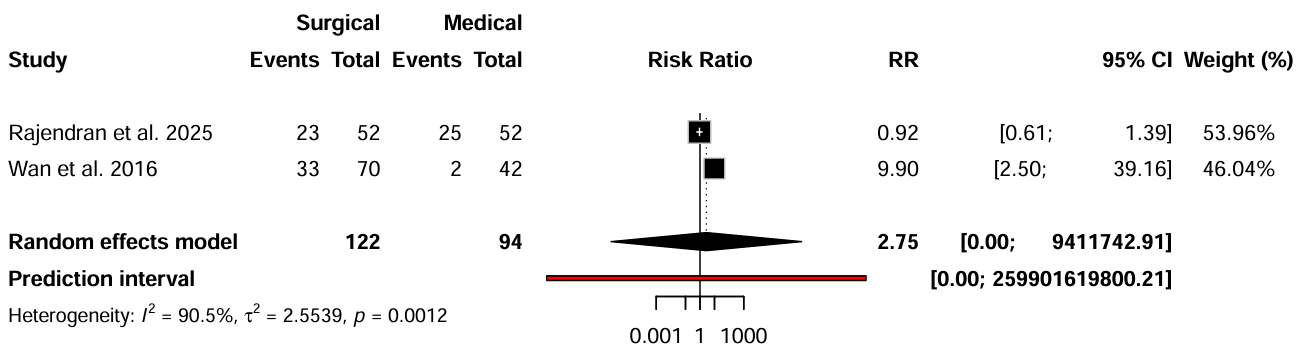 Surgical Medical
Study Events Total Events Total Risk Ratio RR 95% CI Weight (%)
Rajendran et al. 2025 23 52 25 52 0.92 [0.61; 1.39] 53.96%
Wan et al. 2016 33 70 2 42 9.90 [2.50; 39.16] 46.04%
Random effects model 122 94 2.75 [0.00; 9411742.91]
Prediction interval [0.00; 259901619800.21]
Heterogeneity: I² = 90.5%, τ² = 2.5539, p = 0.0012
0.001 1 1000